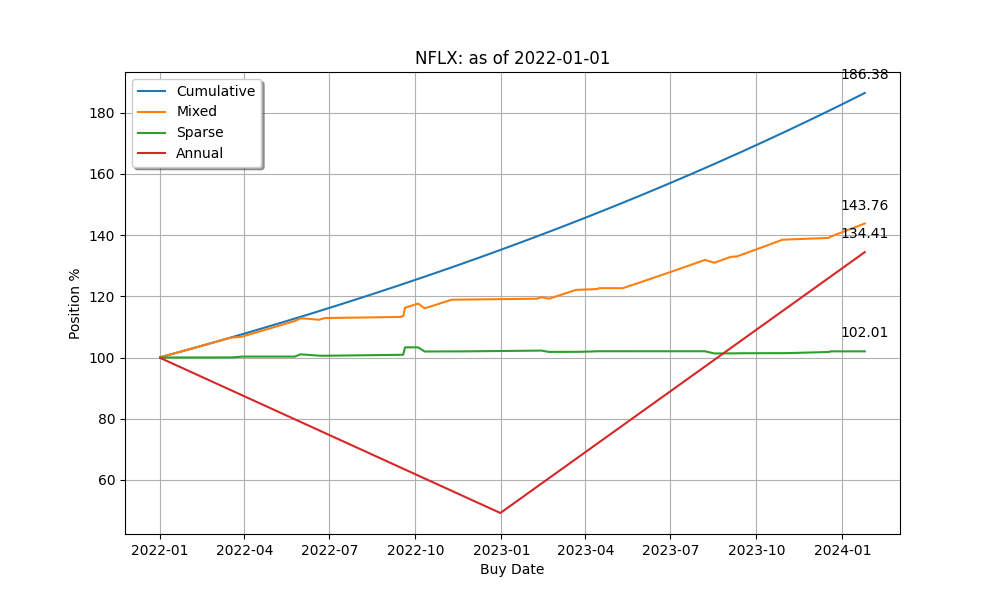 NFLX: as of 2022-01-01
186.38
Cumulative
Mixed
Sparse
Annual
143.76
134.41
102.01
180
160
140
120
100
80
60
Position %
2022-01 2022-04 2022-07 2022-10 2023-01 2023-04 2023-07 2023-10 2024-01
Buy Date